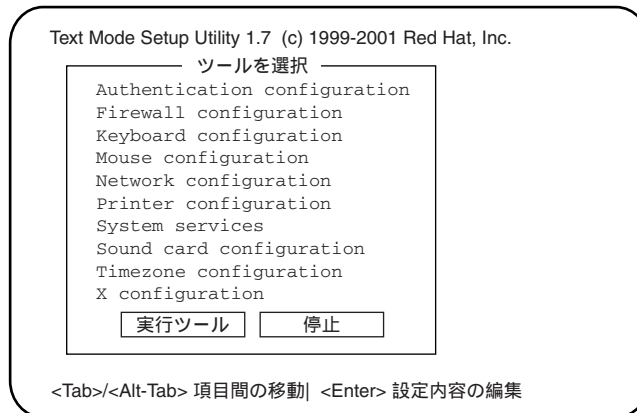 Text Mode Setup Utility 1.7 (c) 1999-2001 Red Hat, Inc.
ツールを選択
Authentication configuration
Firewall configuration
Keyboard configuration
Mouse configuration
Network configuration
Printer configuration
System services
Sound card configuration
Timezone configuration
X configuration
実行ツール 停止
<Tab>/<Alt-Tab> 項目間の移動| <Enter> 設定内容の編集